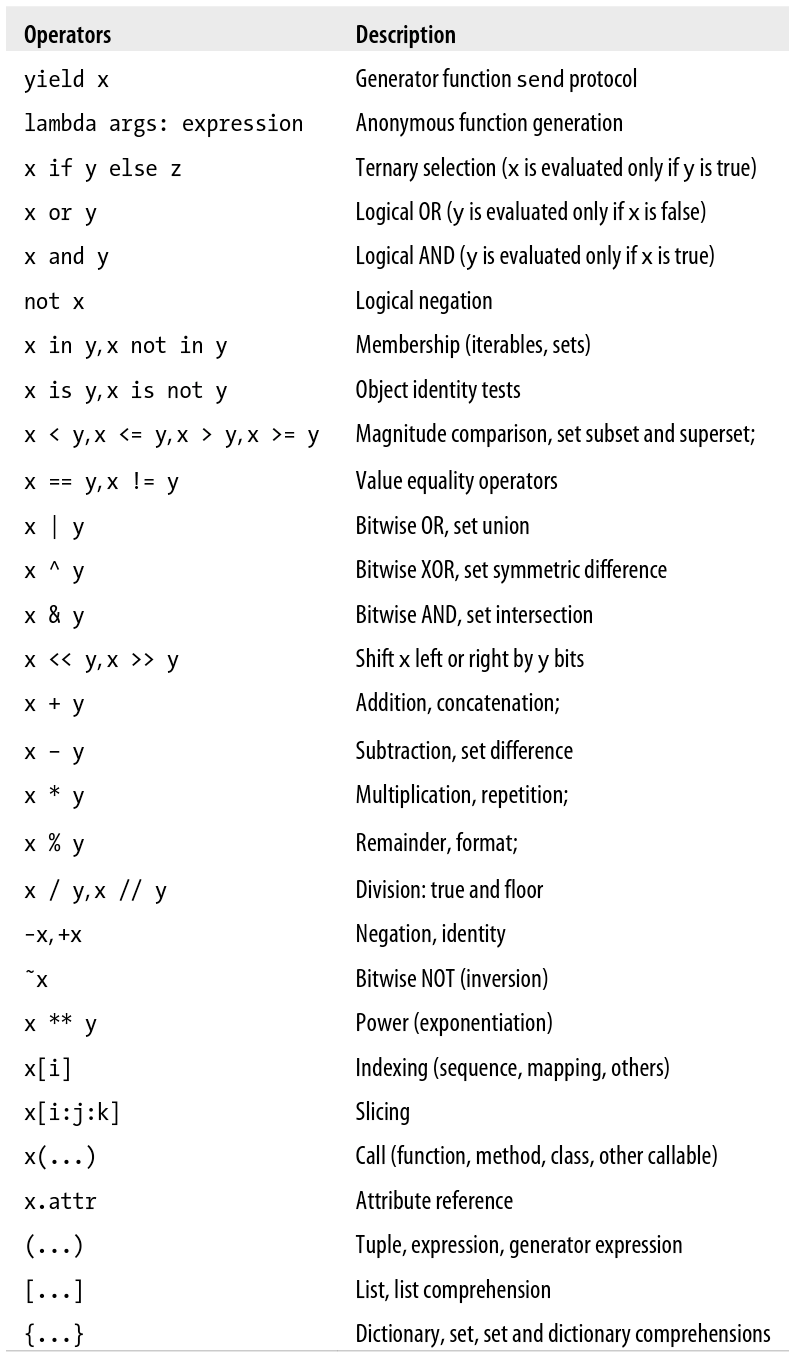 Operators Description
yield x Generator function send protocol
lambda args: expression Anonymous function generation
x if y else z Ternary selection (x is evaluated only if y is true)
x or y Logical OR (y is evaluated only if x is false)
x and y Logical AND (y is evaluated only if x is true)
not x Logical negation
x in y, x not in y Membership (iterables, sets)
x is y, x is not y Object identity tests
x < y, x <= y, x > y, x >= y Magnitude comparison, set subset and superset;
x == y, x != y Value equality operators
x | y Bitwise OR, set union
x ^ y Bitwise XOR, set symmetric difference
x & y Bitwise AND, set intersection
x << y, x >> y Shift x left or right by y bits
x + y Addition, concatenation;
x – y Subtraction, set difference
x * y Multiplication, repetition;
x % y Remainder, format;
x / y, x // y Division: true and floor
-x, +x Negation, identity
˜x Bitwise NOT (inversion)
x ** y Power (exponentiation)
x[i] Indexing (sequence, mapping, others)
x[i:j:k] Slicing
x(...) Call (function, method, class, other callable)
x.attr Attribute reference
(...) Tuple, expression, generator expression
[...] List, list comprehension
{...} Dictionary, set, set and dictionary comprehensions